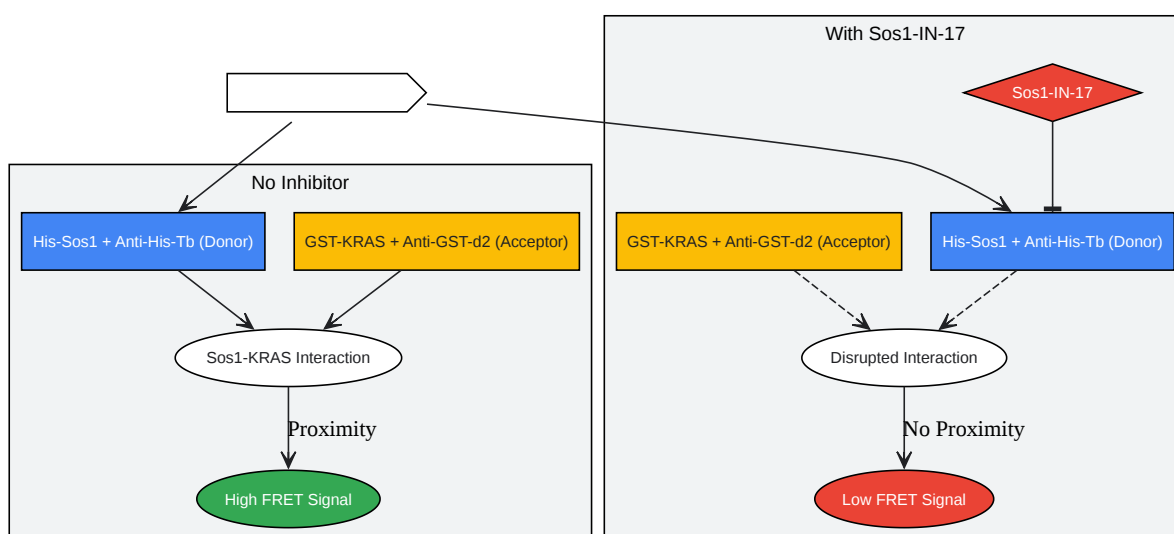 With Sos1-IN-17
Sos1-IN-17
No Inhibitor
His-Sos1 + Anti-His-Tb (Donor)
GST-KRAS + Anti-GST-d2 (Acceptor)
GST-KRAS + Anti-GST-d2 (Acceptor)
His-Sos1 + Anti-His-Tb (Donor)
Sos1-KRAS Interaction
Disrupted Interaction
Proximity
No Proximity
High FRET Signal
Low FRET Signal